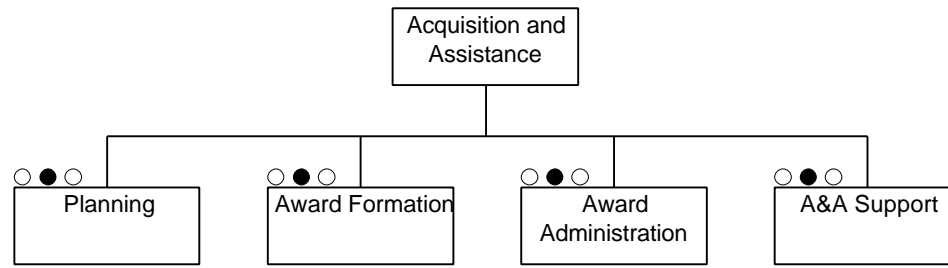 Acquisition and
Assistance
Planning
Award Formation
Award
Administration
A&A Support